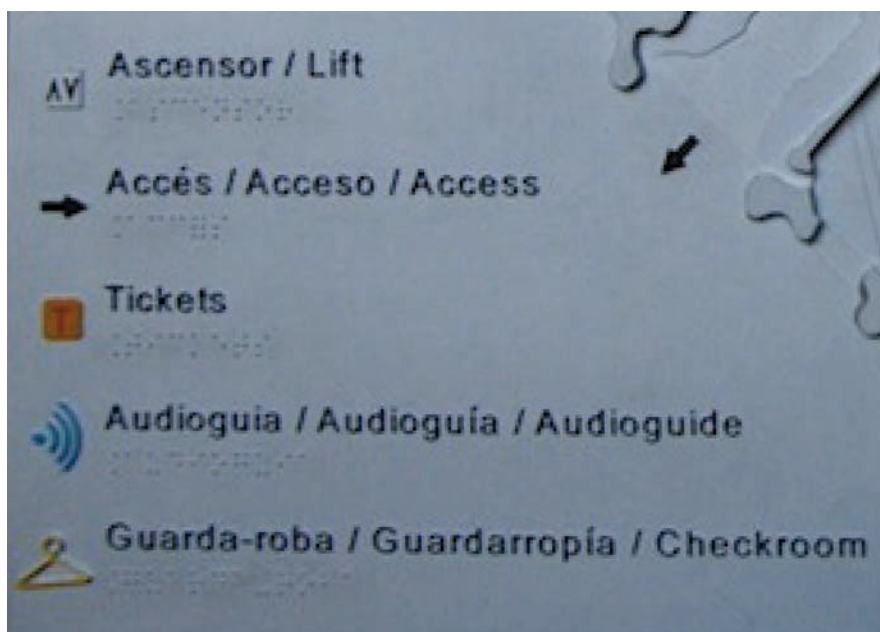 Ascensor / Lift
Accés / Acceso / Access
T Tickets
Audioguia / Audioguía / Audioguide
Guarda-roba / Guardarropía / Checkroom